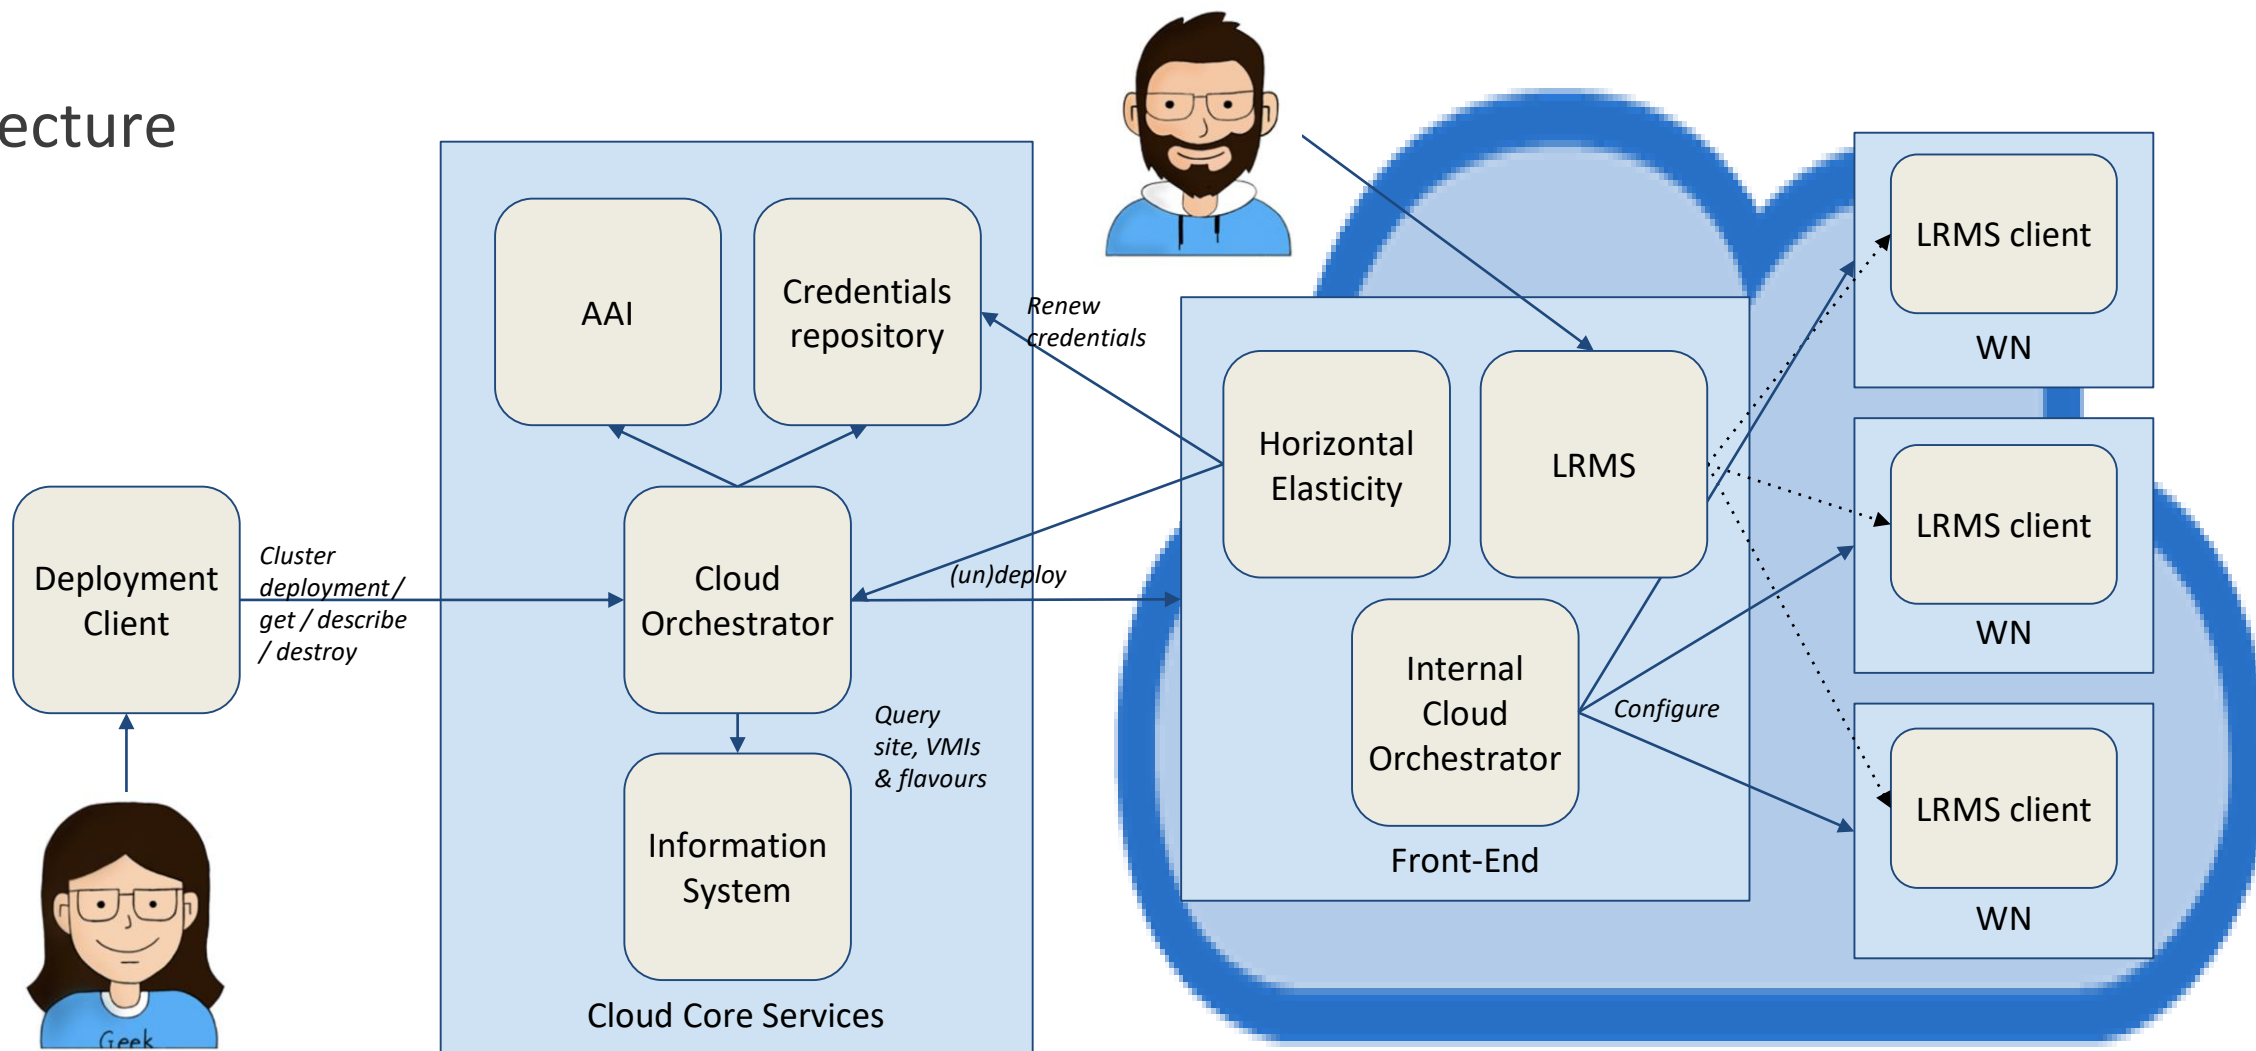 ecture
AAI
Credentials
repository
Renew
credentials
Horizontal
Elasticity
LRMS
LRMS client
WN
LRMS client
WN
LRMS client
WN
Deployment
Client
Cluster
deployment /
get / describe
/ destroy
Cloud
Orchestrator
(un)deploy
Internal
Cloud
Orchestrator
Configure
Front-End
Query
site, VMIs
& flavours
Information
System
Cloud Core Services
Geek